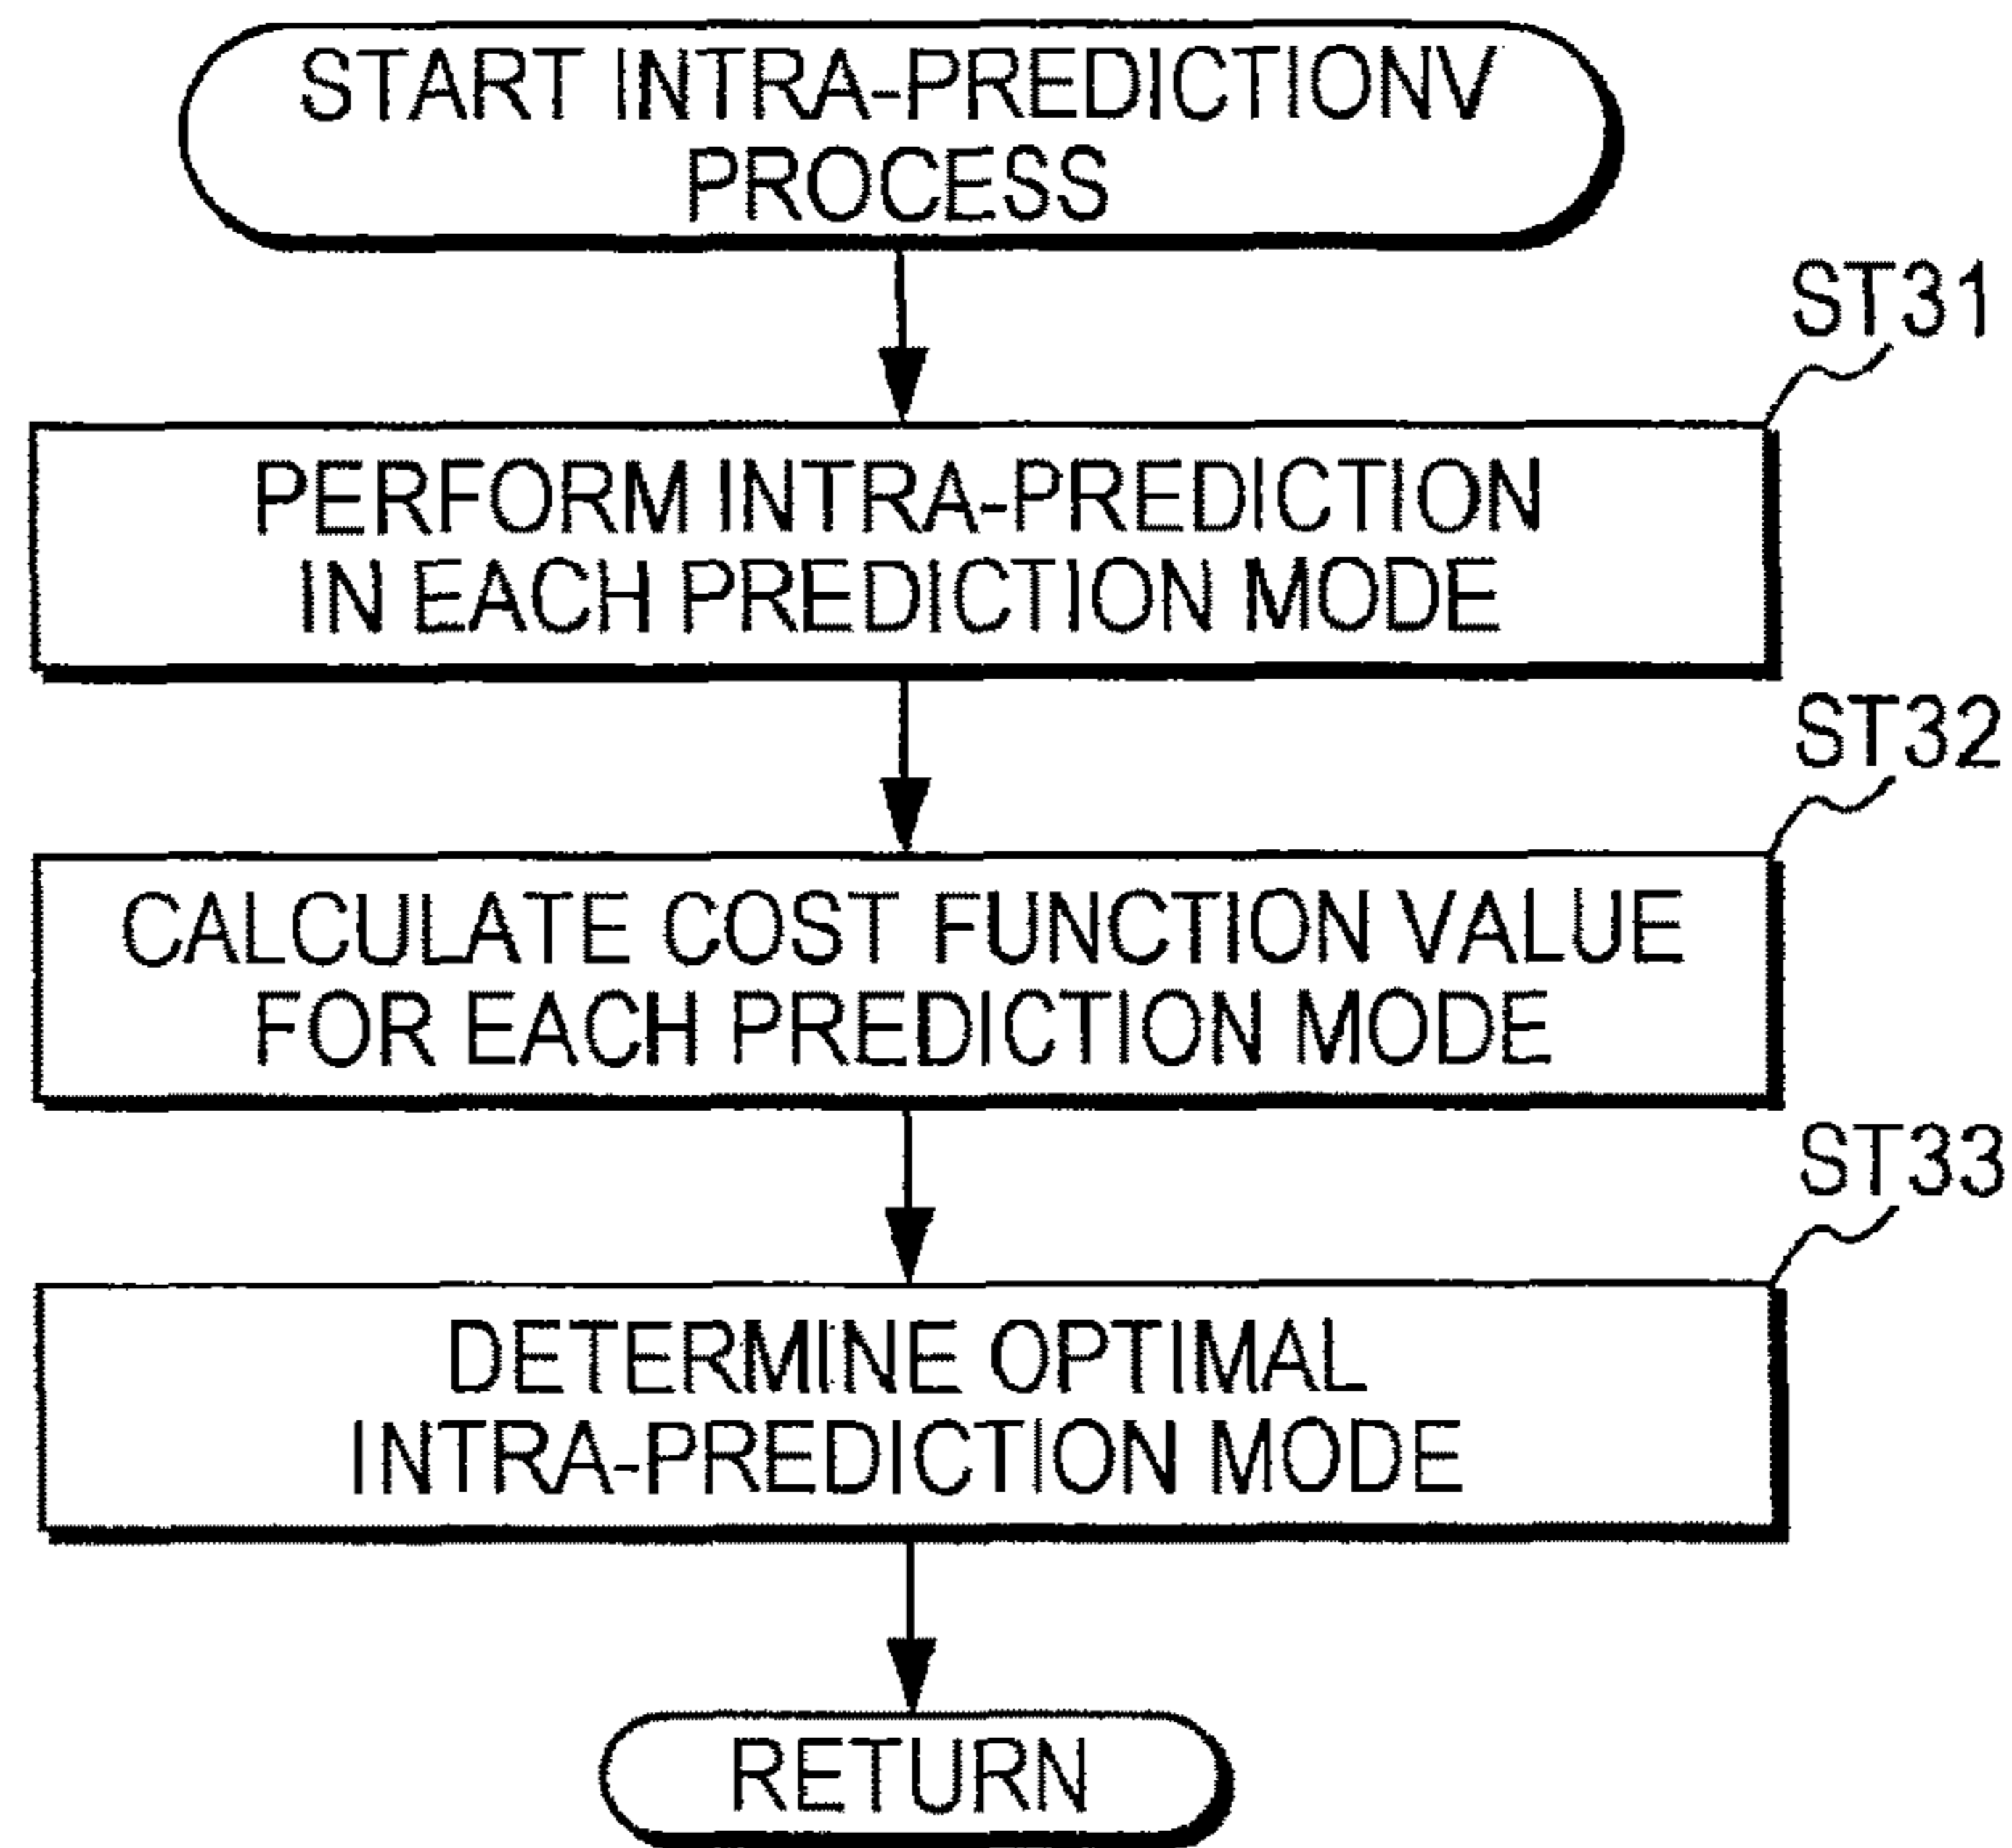 START INTRA-PREDICTIONV
PROCESS
ST31
PERFORM INTRA-PREDICTION
IN EACH PREDICTION MODE
ST32
CALCULATE COST FUNCTION VALUE
FOR EACH PREDICTION MODE
ST33
DETERMINE OPTIMAL
INTRA-PREDICTION MODE
RETURN